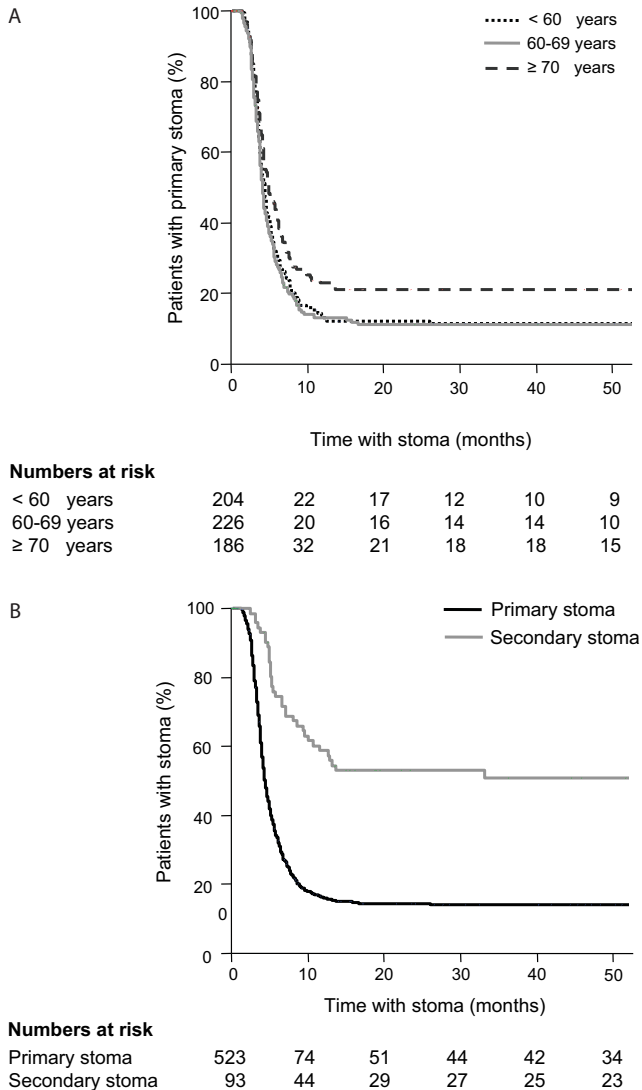 A
Patients with primary stoma (%)
100
80
60
40
20
0
< 60 years
60-69 years
≥ 70 years
0 10 20 30 40 50
Time with stoma (months)
Numbers at risk
< 60 years 204 22 17 12 10 9
60-69 years 226 20 16 14 14 10
≥ 70 years 186 32 21 18 18 15
B
Patients with stoma (%)
100
80
60
40
20
0
0
Primary stoma
Secondary stoma
0 10 20 30 40 50
Time with stoma (months)
Numbers at risk
Primary stoma 523 74 51 44 42 34
Secondary stoma 93 44 29 27 25 23